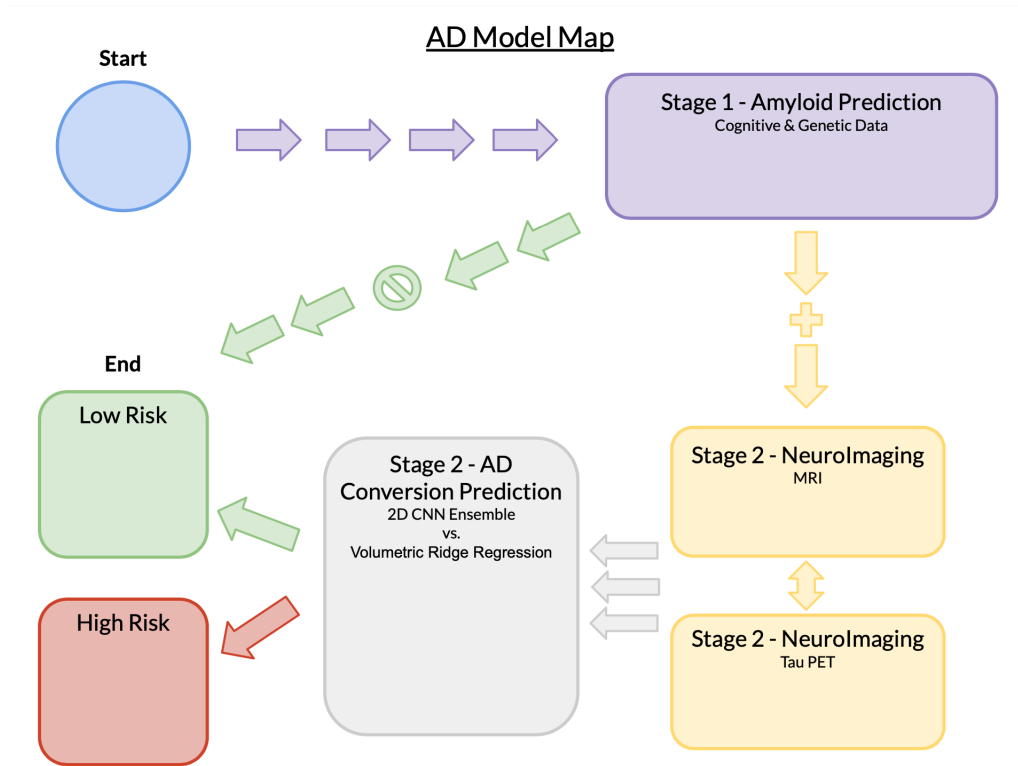 AD Model Map
Start
Stage 1 - Amyloid Prediction
Cognitive & Genetic Data
End
Low Risk
High Risk
Stage 2 - AD
Conversion Prediction
2D CNN Ensemble
vs.
Volumetric Ridge Regression
Stage 2 - NeuroImaging
MRI
Stage 2 - NeuroImaging
Tau PET